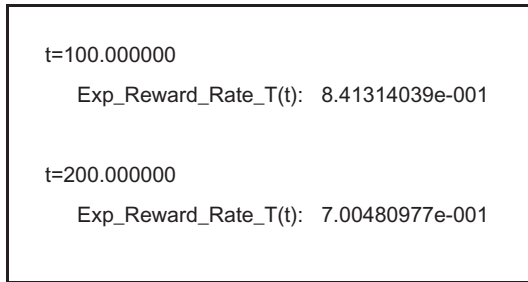 t=100.000000
Exp_Reward_Rate_T(t): 8.41314039e-001
t=200.000000
Exp_Reward_Rate_T(t): 7.00480977e-001